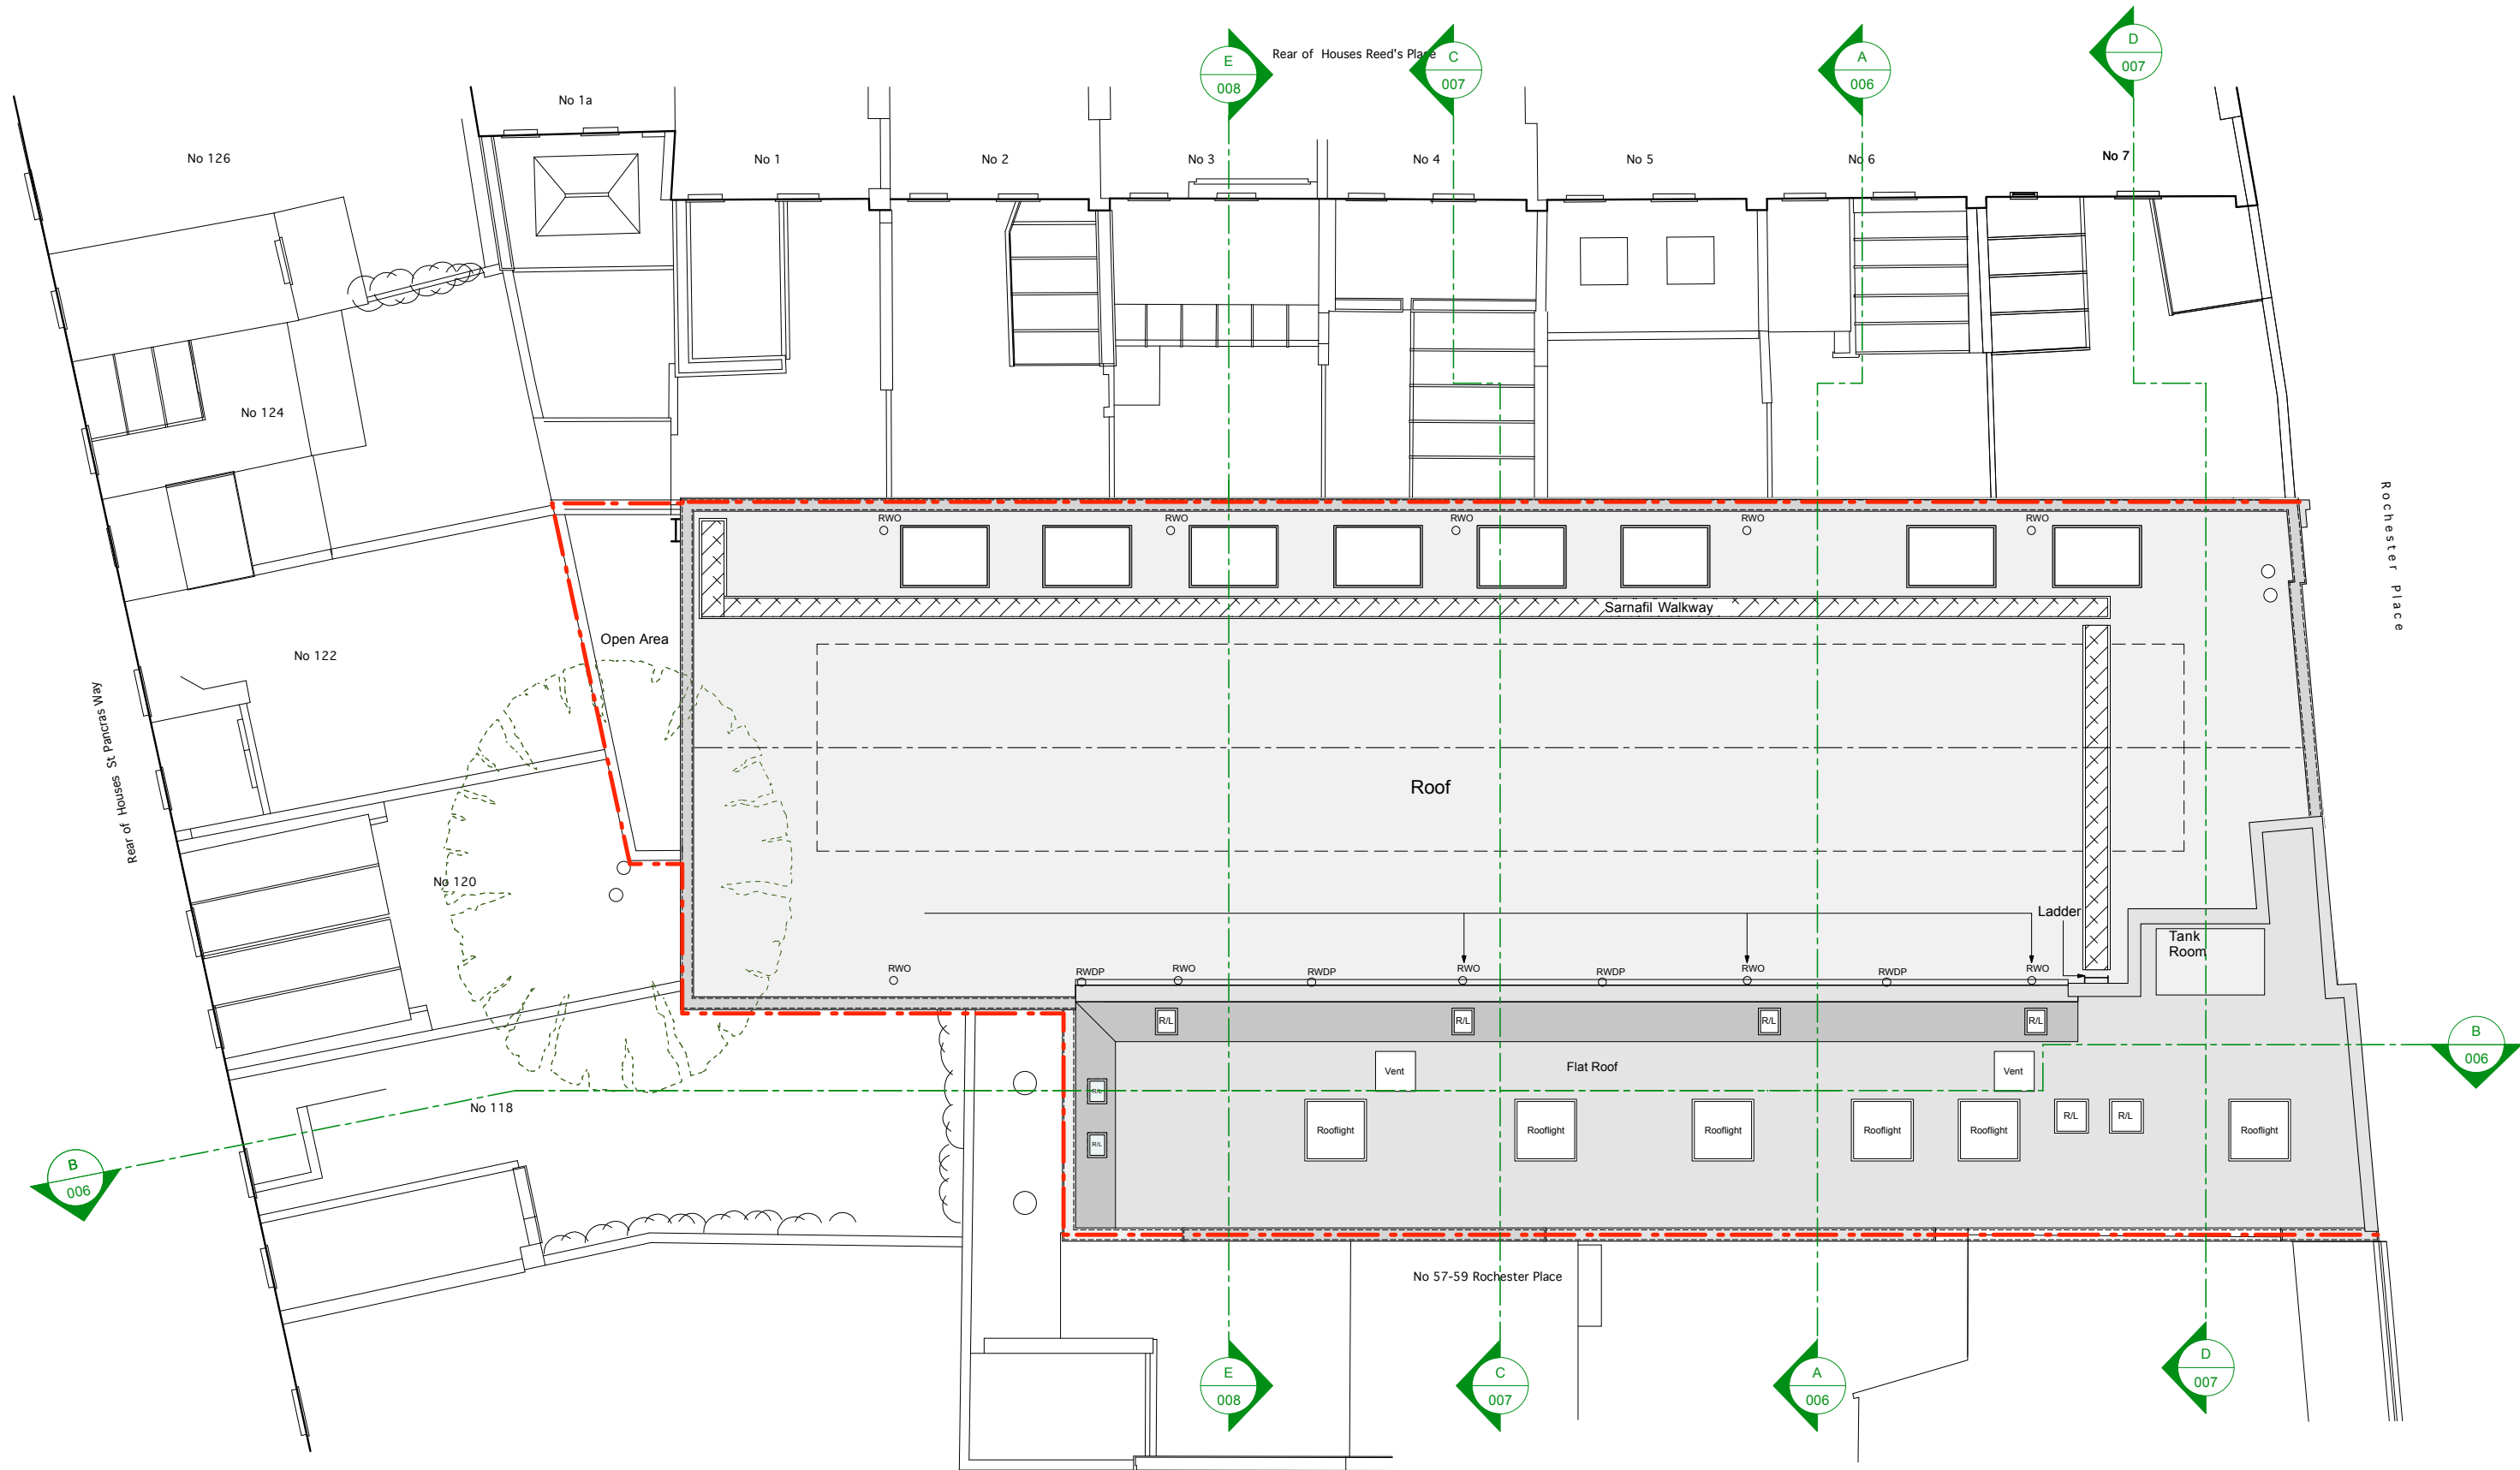 Rear of  Houses Reed's Place
E
008
C
007
A
006
D
007
No 1a
No 126
No 1
No 2
No 3
No 4
No 5
No 6
No 7
No 124
Rochester Place
RWO
RWO
RWO
RWO
RWO
Sarnafil Walkway
Open Area
No 122
Rear of Houses St Pancras Way
Roof
No 120
Ladder
Tank
Room
RWO
RWDP
RWO
RWDP
RWO
RWDP
RWO
RWDP
RWO
R/L
R/L
R/L
R/L
B
006
Flat Roof
Vent
Vent
R/L
No 118
R/L
R/L
R/L
Rooflight
Rooflight
Rooflight
Rooflight
Rooflight
Rooflight
B
006
No 57-59 Rochester Place
E
008
C
007
A
006
D
007